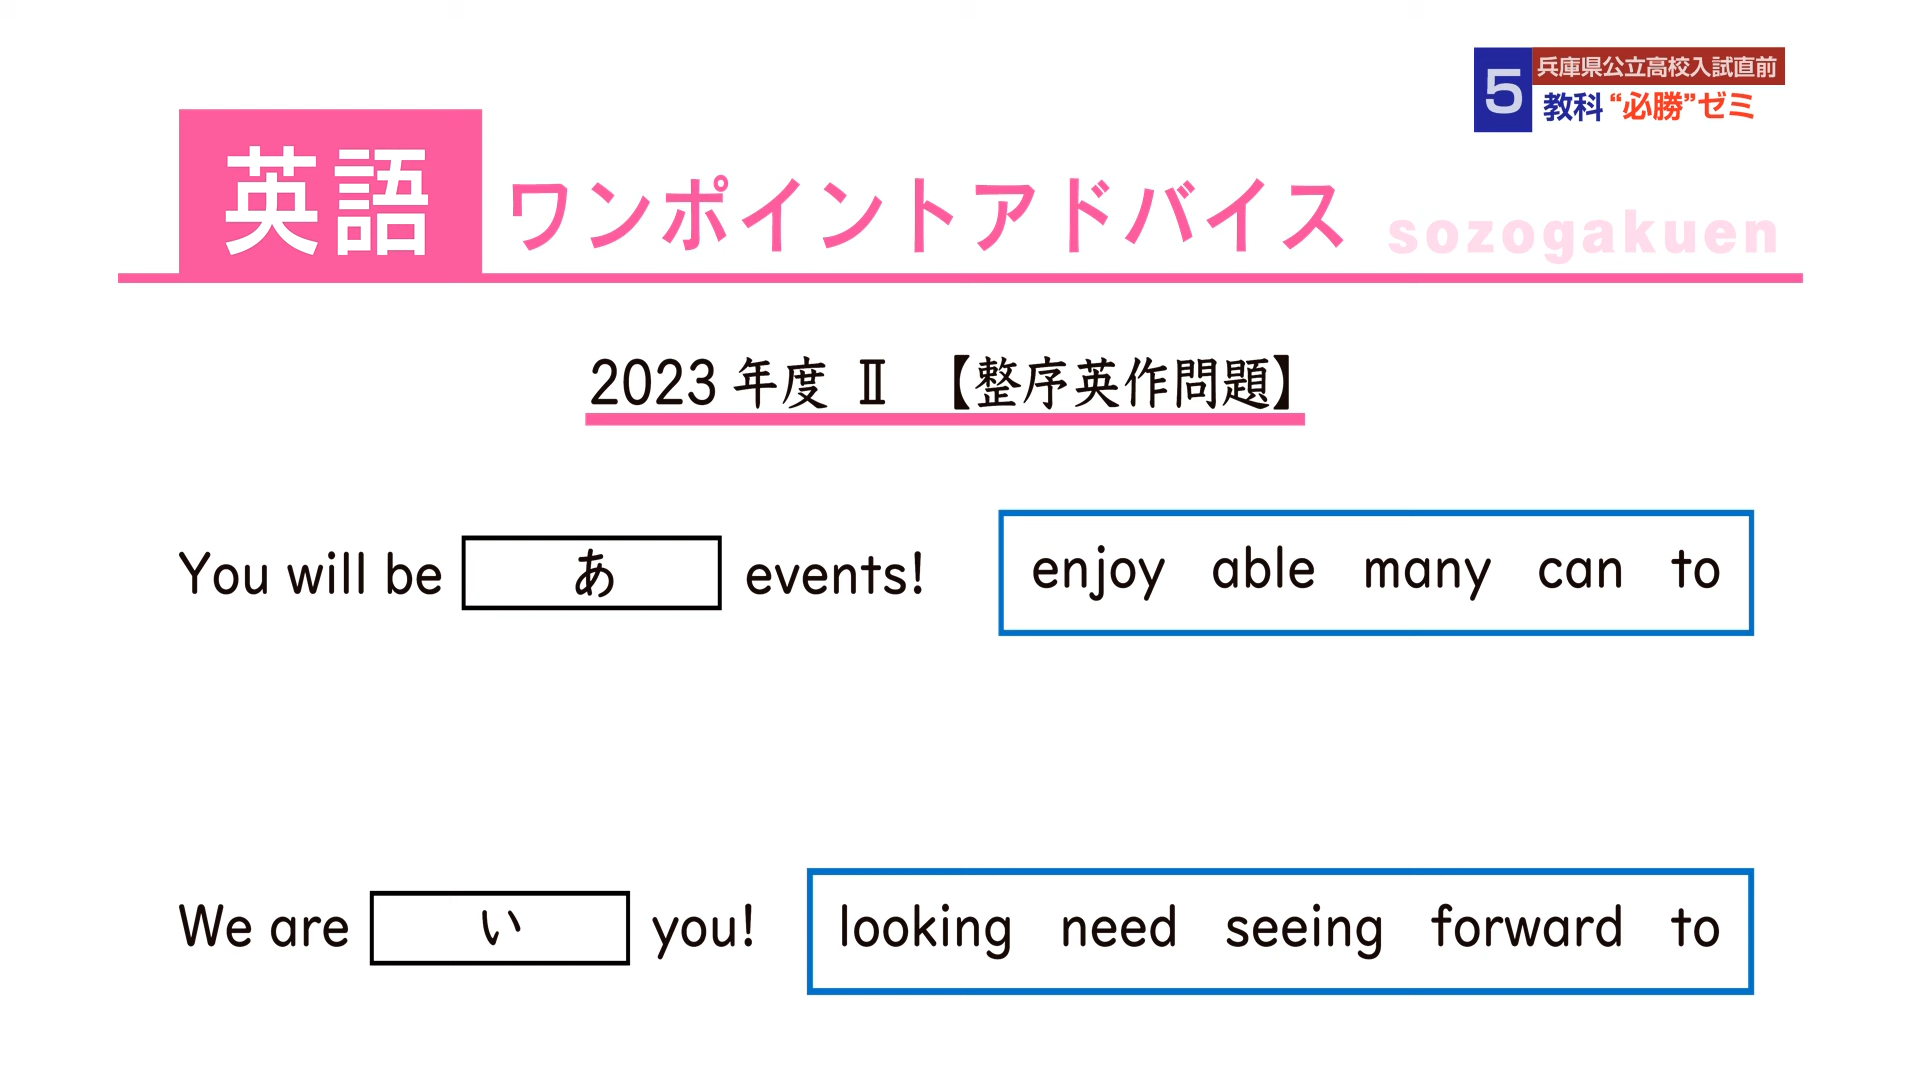 5 兵庫県公立高校入試直前
教科“必勝”ゼミ
英語 ワンポイントアドバイス sozogakuen
2023年度 Ⅱ 【整序英作問題】
You will be あ events! enjoy able many can to
We are い you! looking need seeing forward to